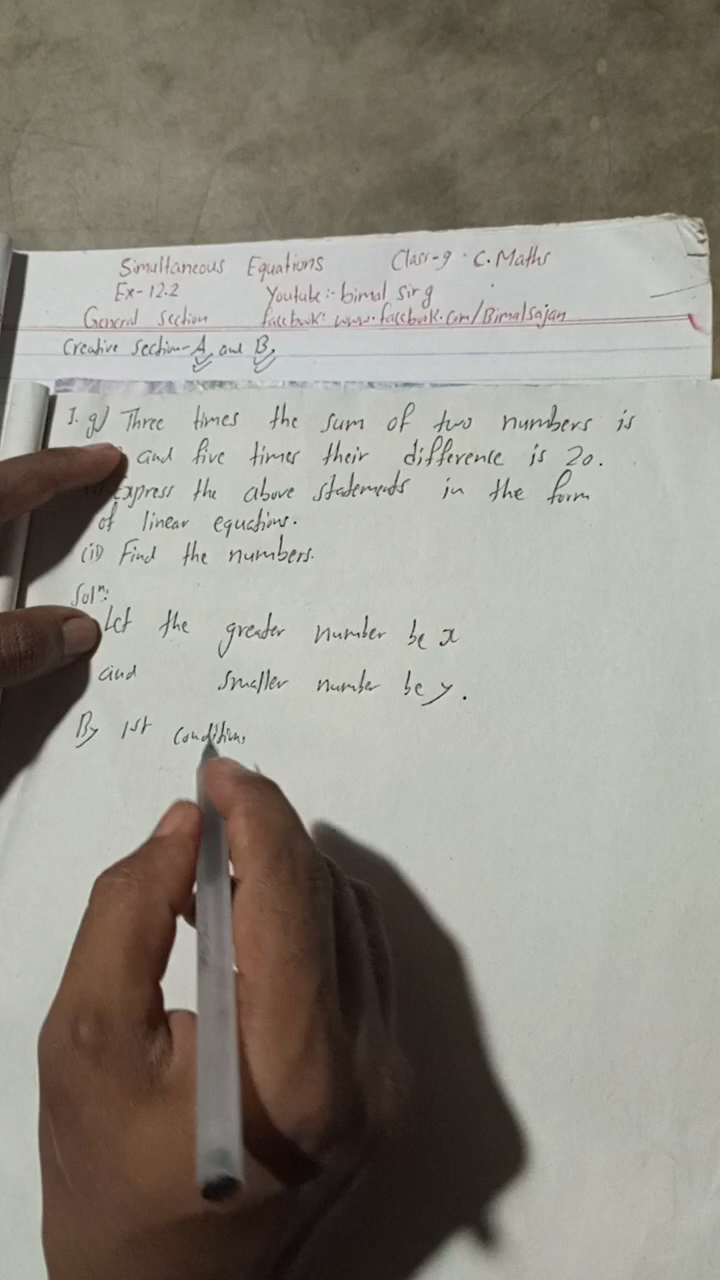 Simultaneous Equations Class-9 C. Maths
Ex-12.2 Youtube:- bimal sir g
General section facebook: www.facebook.com/Bimalsajan
Creative section-A and B,
1. g) Three times the sum of two numbers is
and five times their difference is 20.
Express the above statements in the form
of linear equations.
(ii) Find the numbers.
Solⁿ:
Let the greater number be x
and smaller number be y.
By 1st condition,